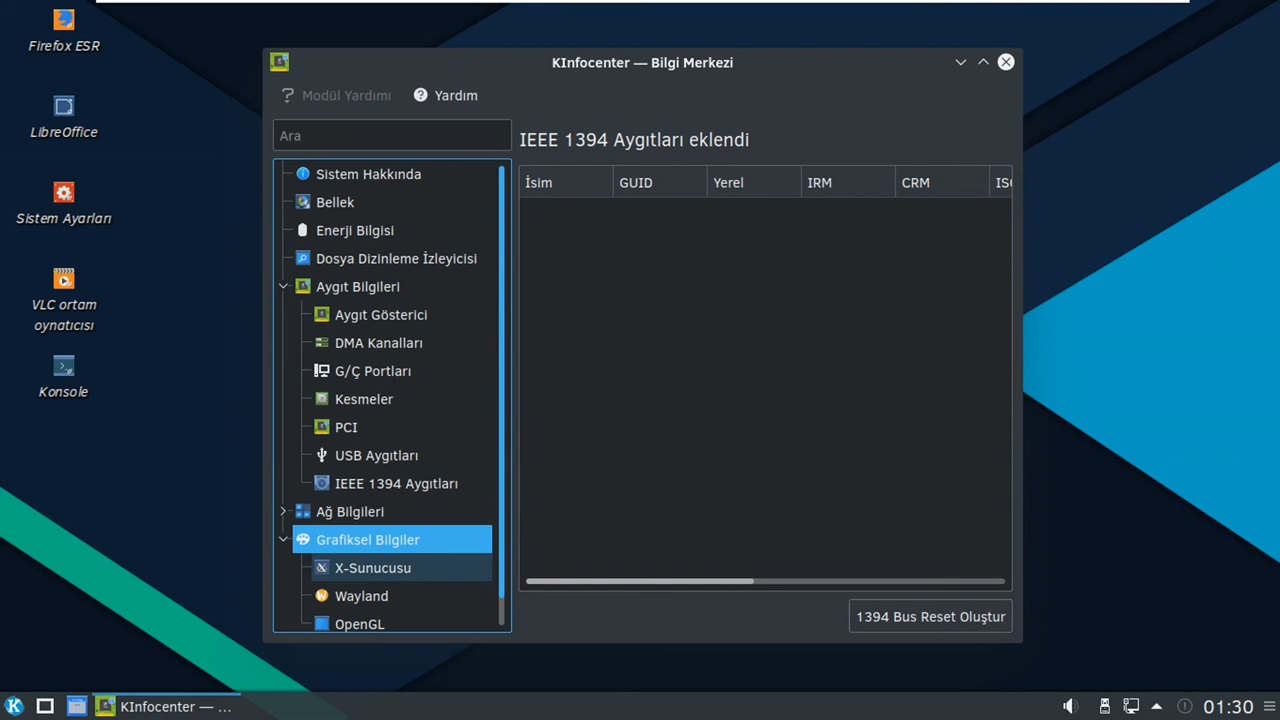 Firefox ESR
LibreOffice
Sistem Ayarları
VLC ortam
oynatıcısı
Konsole
KInfocenter — Bilgi Merkezi
Modül Yardımı
Yardım
Ara
Sistem Hakkında
Bellek
Enerji Bilgisi
Dosya Dizinleme İzleyicisi
Aygıt Bilgileri
Aygıt Gösterici
DMA Kanalları
G/Ç Portları
Kesmeler
PCI
USB Aygıtları
IEEE 1394 Aygıtları
Ağ Bilgileri
Grafiksel Bilgiler
X-Sunucusu
Wayland
OpenGL
IEEE 1394 Aygıtları eklendi
İsim GUID Yerel IRM CRM
1394 Bus Reset Oluştur
KInfocenter — ...
01:30